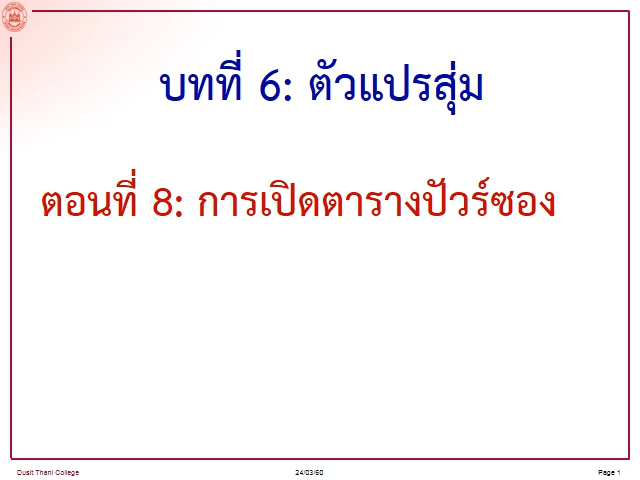 บทที่ 6: ตัวแปรสุ่ม
ตอนที่ 8: การเปิดตารางปัวร์ซอง
Dusit Thani College 24/03/60 Page 1